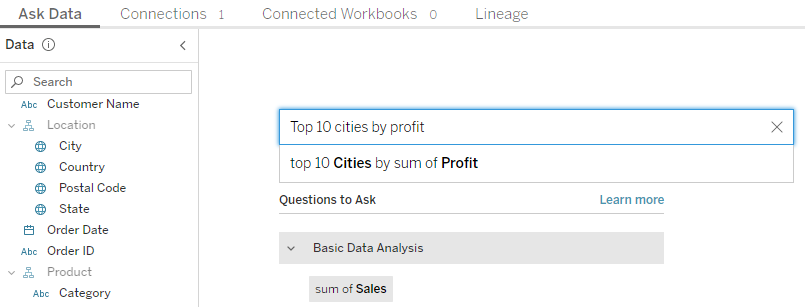 Ask Data Connections 1 Connected Workbooks 0 Lineage
Data
Search
Abc Customer Name
Location
City
Country
Postal Code
State
Order Date
Abc Order ID
Product
Abc Category
Top 10 cities by profit
top 10 Cities by sum of Profit
Questions to Ask Learn more
Basic Data Analysis
sum of Sales